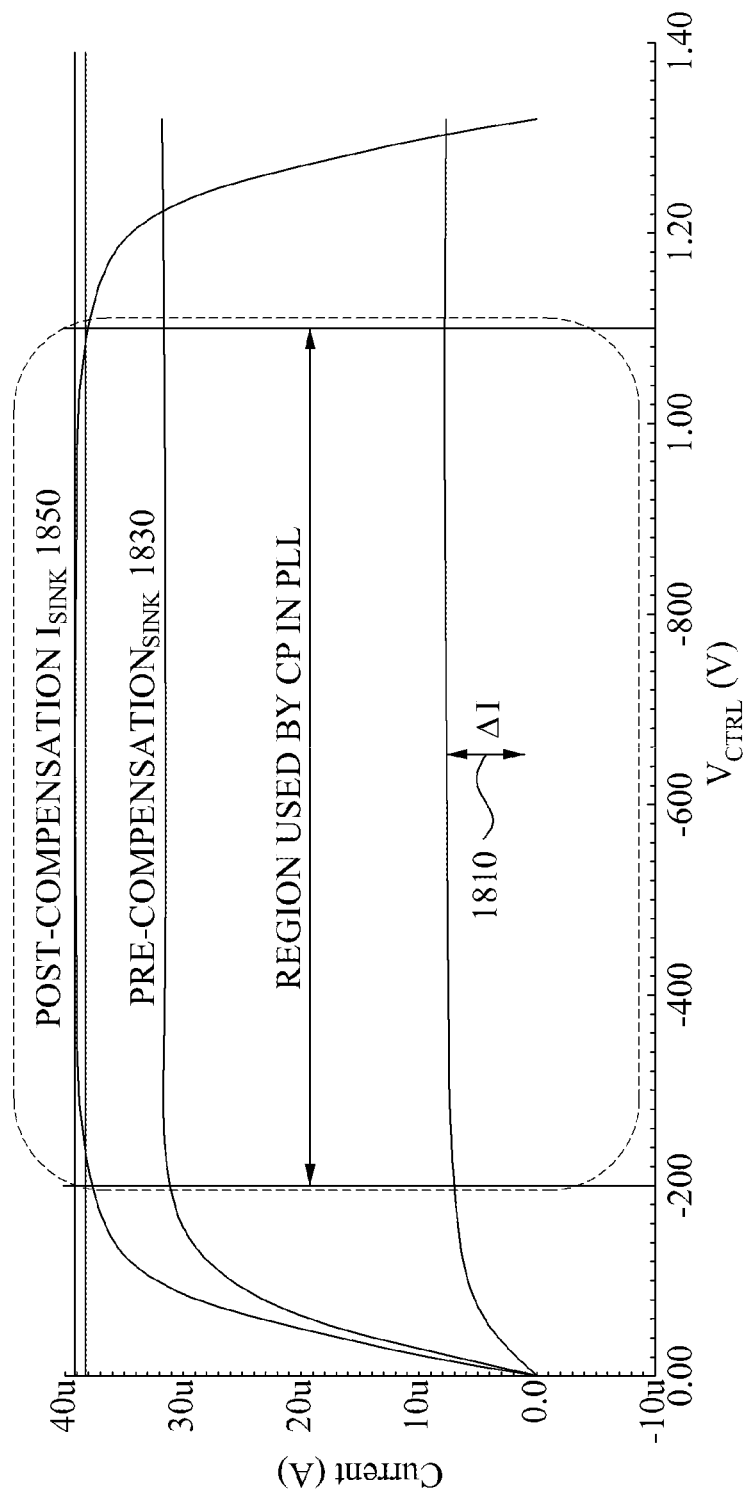 POST-COMPENSATION I_SINK 1850
PRE-COMPENSATION_SINK 1830
REGION USED BY CP IN PLL
1810
ΔI
Current (A)
40u
30u
20u
10u
0.0
-10u
0.00
-200
-400
-600
-800
1.00
1.20
1.40
V_CTRL (V)